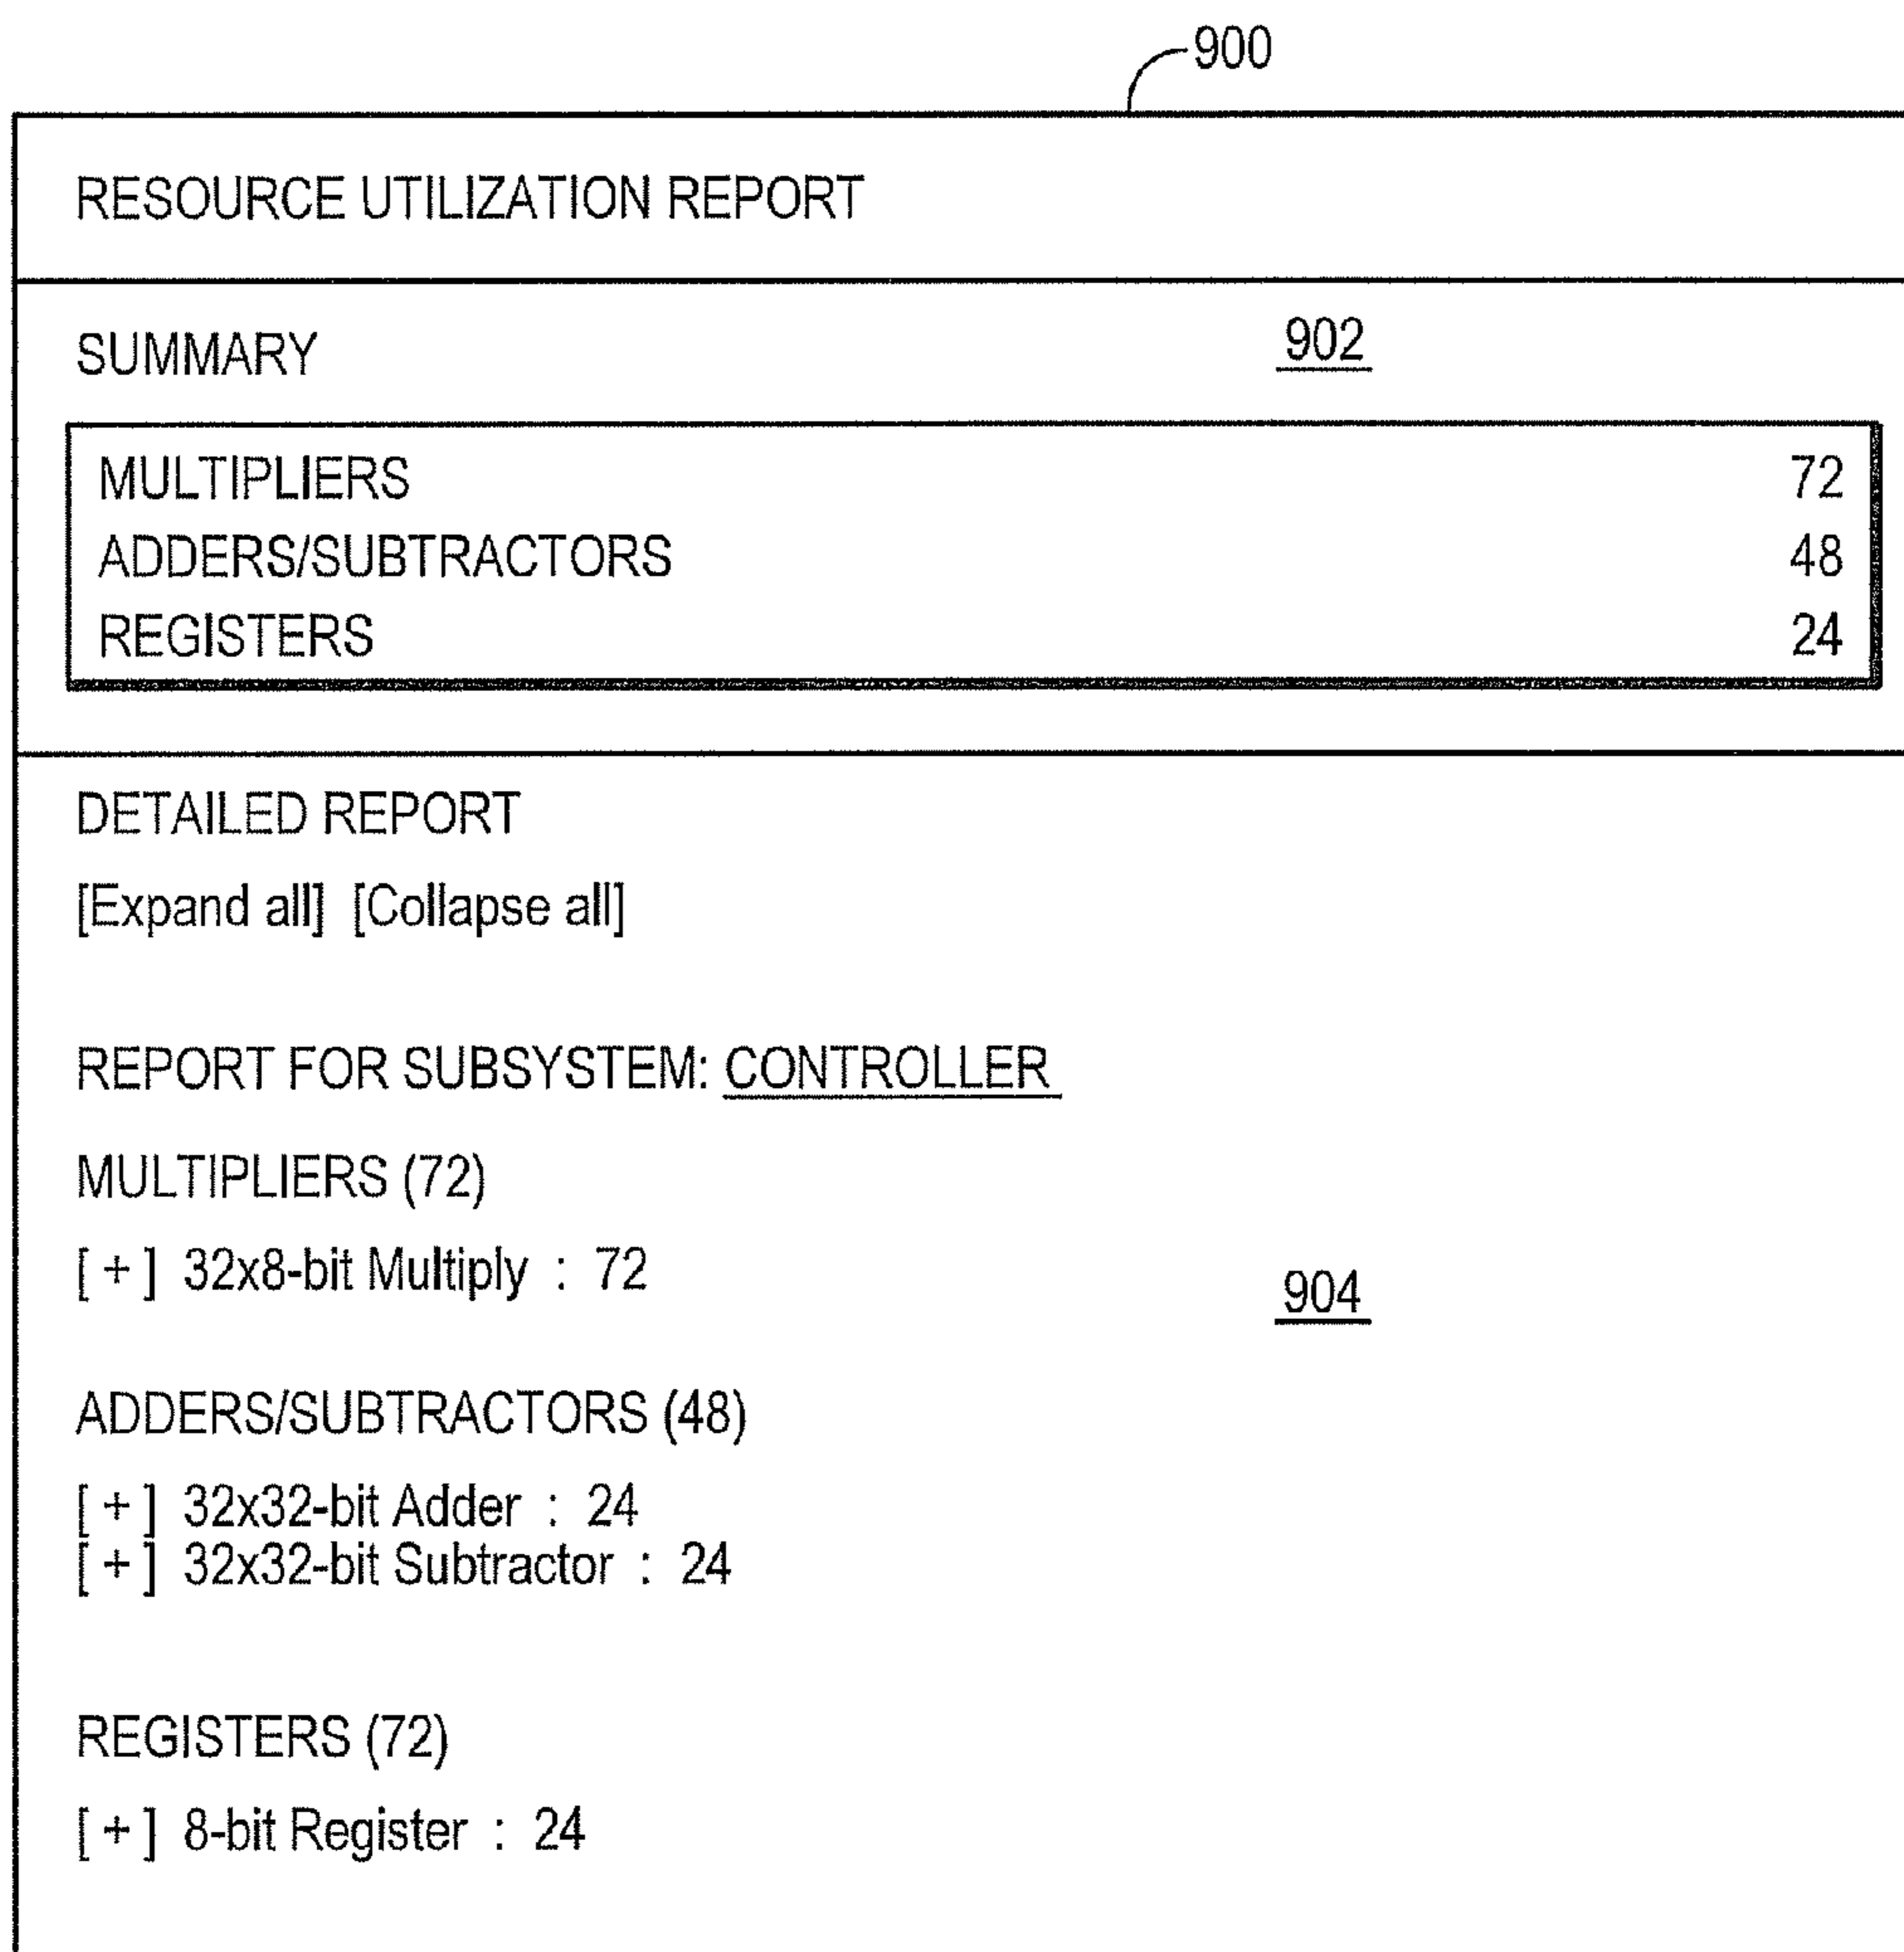 900
RESOURCE UTILIZATION REPORT
SUMMARY 902
MULTIPLIERS 72
ADDERS/SUBTRACTORS 48
REGISTERS 24
DETAILED REPORT
[Expand all] [Collapse all]
REPORT FOR SUBSYSTEM: CONTROLLER
MULTIPLIERS (72)
[+] 32x8-bit Multiply : 72
904
ADDERS/SUBTRACTORS (48)
[+] 32x32-bit Adder : 24
[+] 32x32-bit Subtractor : 24
REGISTERS (72)
[+] 8-bit Register : 24